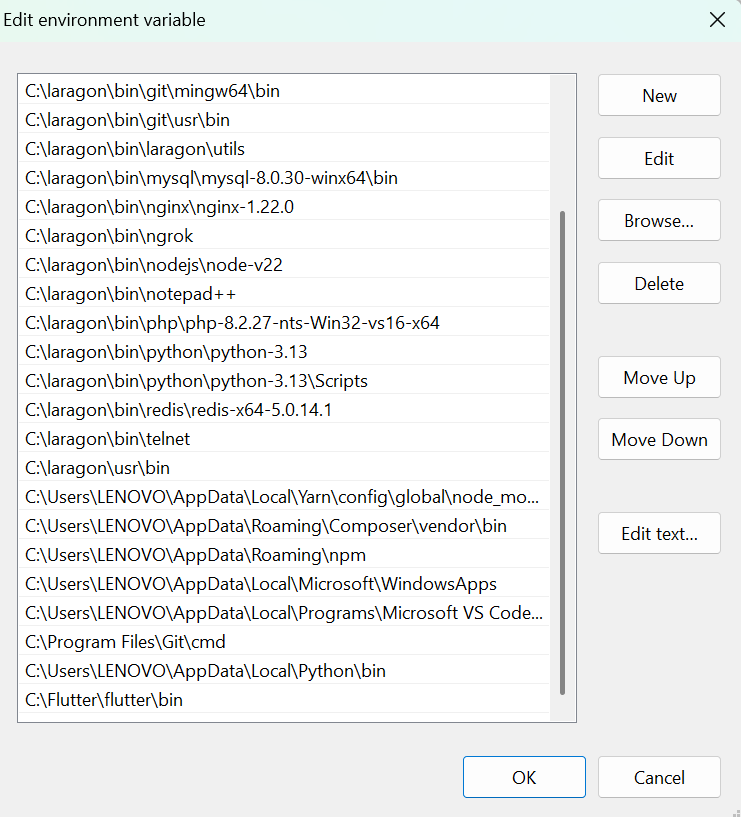 Edit environment variable
C:\laragon\bin\git\mingw64\bin
C:\laragon\bin\git\usr\bin
C:\laragon\bin\laragon\utils
C:\laragon\bin\mysql\mysql-8.0.30-winx64\bin
C:\laragon\bin\nginx\nginx-1.22.0
C:\laragon\bin\ngrok
C:\laragon\bin\nodejs\node-v22
C:\laragon\bin\notepad++
C:\laragon\bin\php\php-8.2.27-nts-Win32-vs16-x64
C:\laragon\bin\python\python-3.13
C:\laragon\bin\python\python-3.13\Scripts
C:\laragon\bin\redis\redis-x64-5.0.14.1
C:\laragon\bin\telnet
C:\laragon\usr\bin
C:\Users\LENOVO\AppData\Local\Yarn\config\global\node_mo...
C:\Users\LENOVO\AppData\Roaming\Composer\vendor\bin
C:\Users\LENOVO\AppData\Roaming\npm
C:\Users\LENOVO\AppData\Local\Microsoft\WindowsApps
C:\Users\LENOVO\AppData\Local\Programs\Microsoft VS Code...
C:\Program Files\Git\cmd
C:\Users\LENOVO\AppData\Local\Python\bin
C:\Flutter\flutter\bin
New
Edit
Browse...
Delete
Move Up
Move Down
Edit text...
OK
Cancel